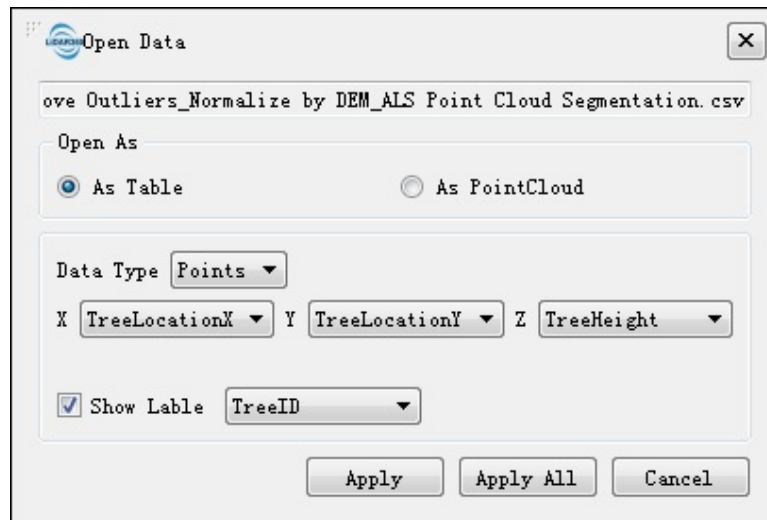 LiDAR360
Open Data
ove Outliers_Normalize by DEM_ALS Point Cloud Segmentation.csv
Open As
As Table As PointCloud
Data Type Points
X TreeLocationX Y TreeLocationY Z TreeHeight
Show Lable TreeID
Apply Apply All Cancel